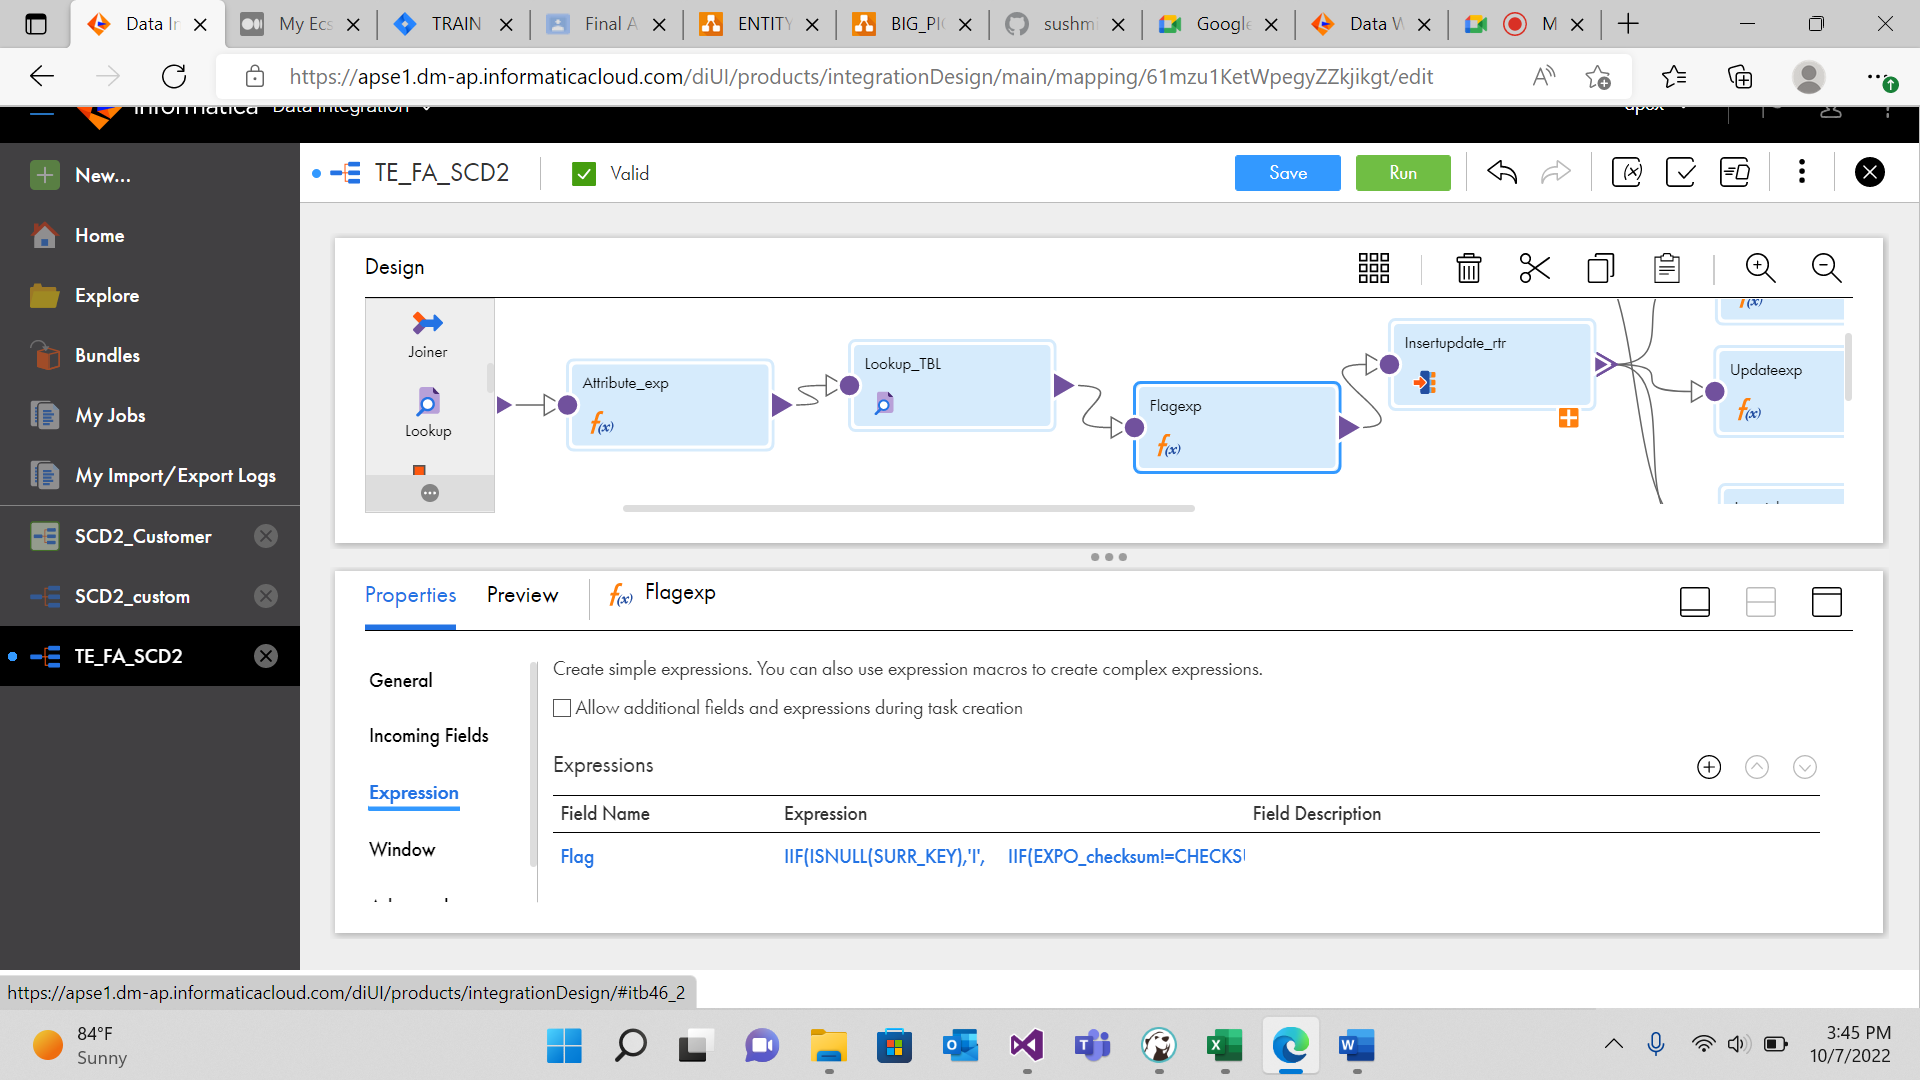 Data In
My Ecs
TRAIN
Final A
ENTITY
BIG_PIC
sushmi
Google
Data W
M
https://apse1.dm-ap.informaticacloud.com/diUI/products/integrationDesign/main/mapping/61mzu1KetWpegyZZkjikgt/edit
Informatica Data Integration
apex
New...
Home
Explore
Bundles
My Jobs
My Import/Export Logs
SCD2_Customer
SCD2_custom
TE_FA_SCD2
TE_FA_SCD2
Valid
Save
Run
Design
Joiner
Lookup
Attribute_exp
f(x)
Lookup_TBL
Flagexp
f(x)
Insertupdate_rtr
f(x)
Updateexp
f(x)
Properties
Preview
f(x) Flagexp
General
Incoming Fields
Expression
Window
Create simple expressions. You can also use expression macros to create complex expressions.
Allow additional fields and expressions during task creation
Expressions
Field Name Expression Field Description
Flag IIF(ISNULL(SURR_KEY),'I', IIF(EXPO_checksum!=CHECKSU
https://apse1.dm-ap.informaticacloud.com/diUI/products/integrationDesign/#itb46_2
84°F
Sunny
3:45 PM
10/7/2022